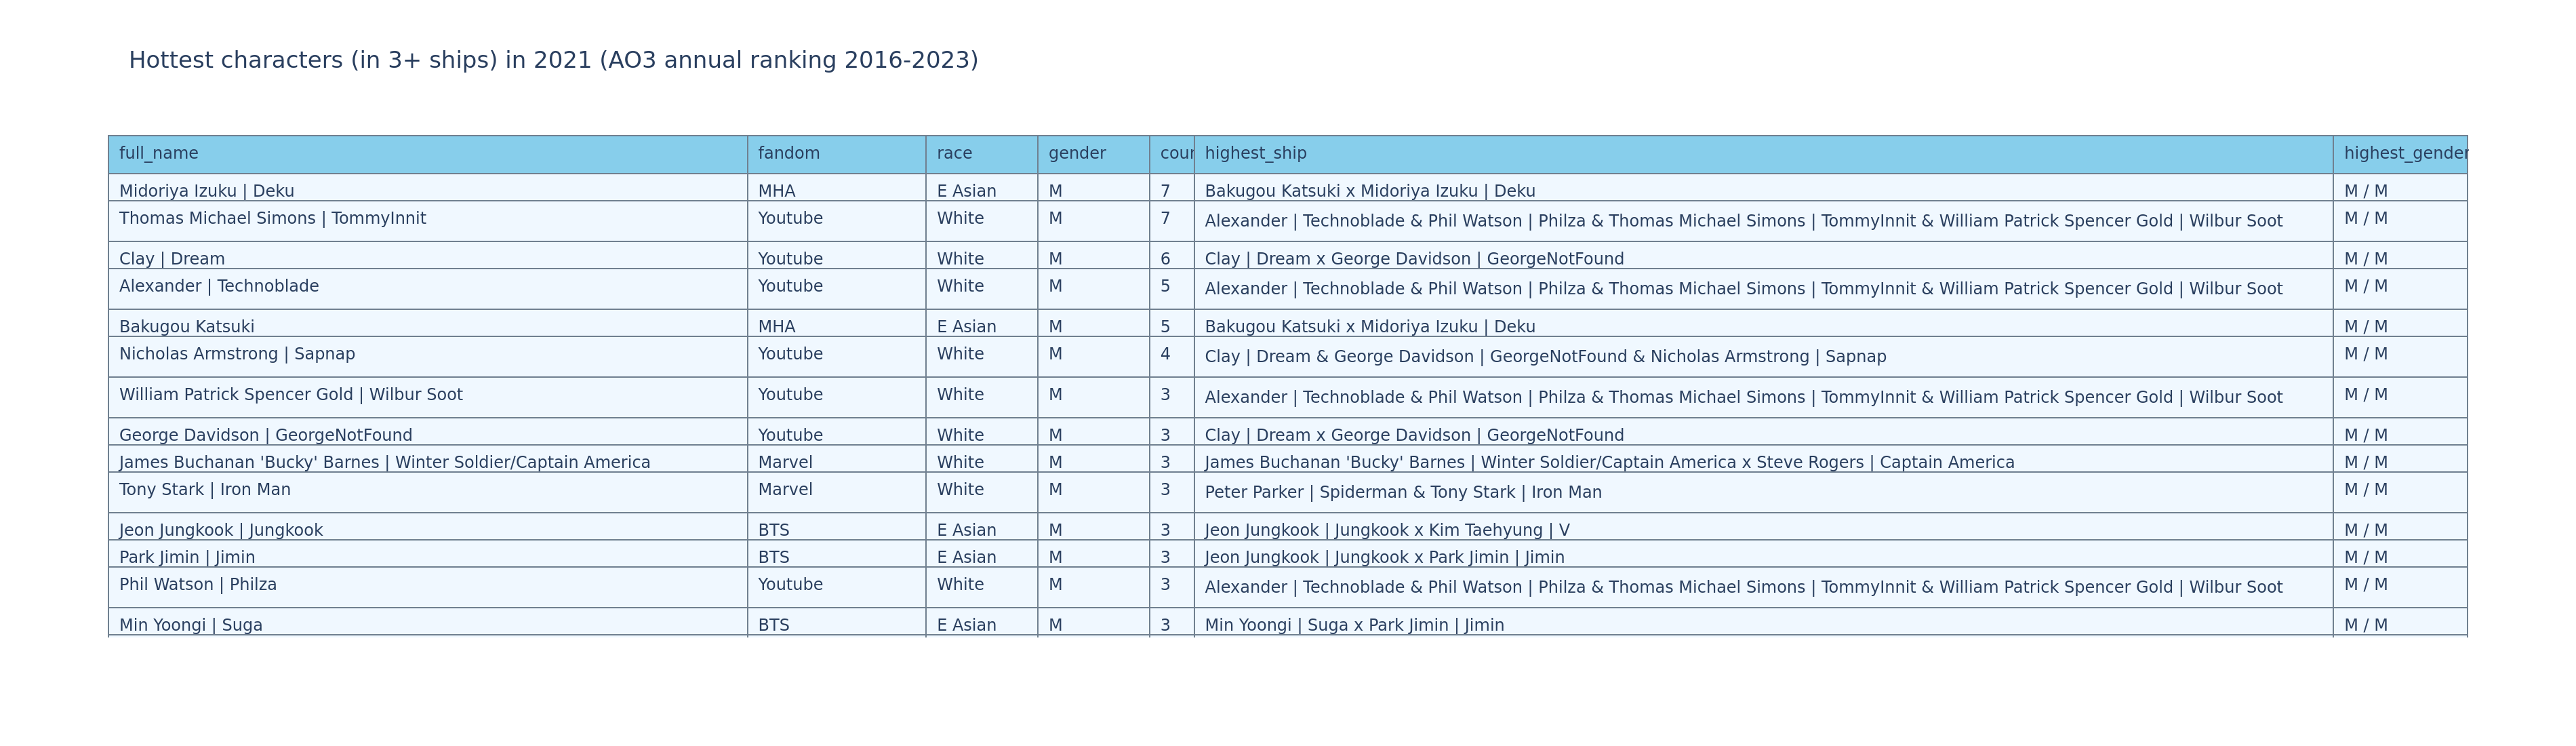 Hottest characters (in 3+ ships) in 2021 (AO3 annual ranking 2016-2023)
full_name fandom race gender cour highest_ship highest_gender
Midoriya Izuku | Deku MHA E Asian M 7 Bakugou Katsuki x Midoriya Izuku | Deku M / M
Thomas Michael Simons | TommyInnit Youtube White M 7 Alexander | Technoblade & Phil Watson | Philza & Thomas Michael Simons | TommyInnit & William Patrick Spencer Gold | Wilbur Soot M / M
Clay | Dream Youtube White M 6 Clay | Dream x George Davidson | GeorgeNotFound M / M
Alexander | Technoblade Youtube White M 5 Alexander | Technoblade & Phil Watson | Philza & Thomas Michael Simons | TommyInnit & William Patrick Spencer Gold | Wilbur Soot M / M
Bakugou Katsuki MHA E Asian M 5 Bakugou Katsuki x Midoriya Izuku | Deku M / M
Nicholas Armstrong | Sapnap Youtube White M 4 Clay | Dream & George Davidson | GeorgeNotFound & Nicholas Armstrong | Sapnap M / M
William Patrick Spencer Gold | Wilbur Soot Youtube White M 3 Alexander | Technoblade & Phil Watson | Philza & Thomas Michael Simons | TommyInnit & William Patrick Spencer Gold | Wilbur Soot M / M
George Davidson | GeorgeNotFound Youtube White M 3 Clay | Dream x George Davidson | GeorgeNotFound M / M
James Buchanan 'Bucky' Barnes | Winter Soldier/Captain America Marvel White M 3 James Buchanan 'Bucky' Barnes | Winter Soldier/Captain America x Steve Rogers | Captain America M / M
Tony Stark | Iron Man Marvel White M 3 Peter Parker | Spiderman & Tony Stark | Iron Man M / M
Jeon Jungkook | Jungkook BTS E Asian M 3 Jeon Jungkook | Jungkook x Kim Taehyung | V M / M
Park Jimin | Jimin BTS E Asian M 3 Jeon Jungkook | Jungkook x Park Jimin | Jimin M / M
Phil Watson | Philza Youtube White M 3 Alexander | Technoblade & Phil Watson | Philza & Thomas Michael Simons | TommyInnit & William Patrick Spencer Gold | Wilbur Soot M / M
Min Yoongi | Suga BTS E Asian M 3 Min Yoongi | Suga x Park Jimin | Jimin M / M